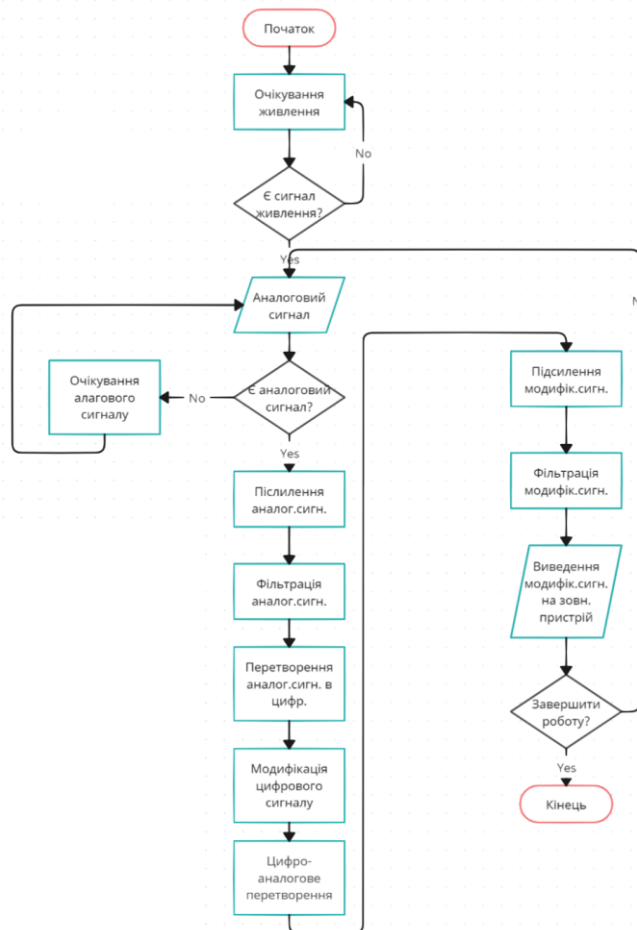 Початок
Очікування
живлення
No
Є сигнал
живлення?
Yes
Аналоговий
сигнал
Очікування
алагового
сигналу
No
Є аналоговий
сигнал?
Yes
Післилення
аналог.сигн.
Фільтрація
аналог.сигн.
Перетворення
аналог.сигн. в
цифр.
Модифікація
цифрового
сигналу
Цифро-
аналогове
перетворення
Підсилення
модифік.сигн.
Фільтрація
модифік.сигн.
Виведення
модифік.сигн.
на зовн.
пристрій
Завершити
роботу?
Yes
Кінець